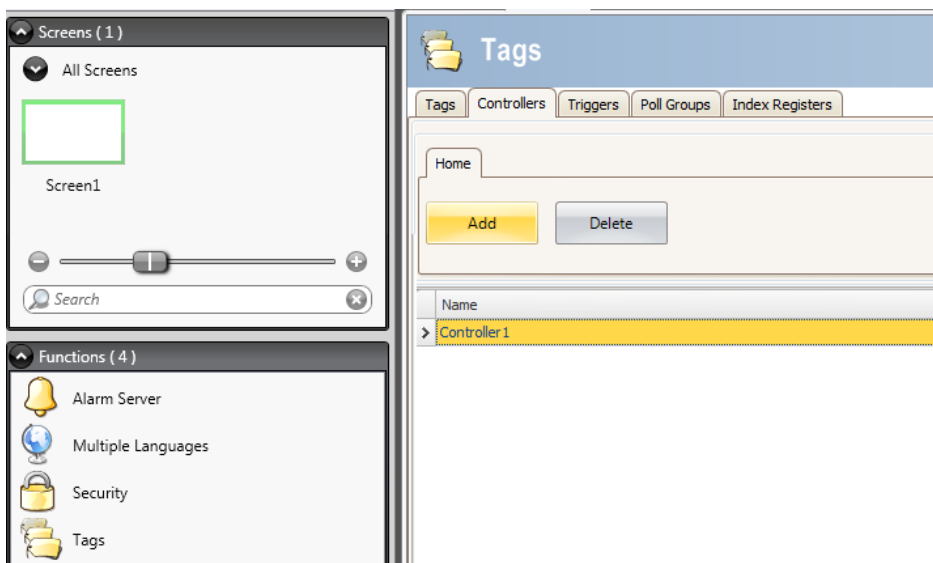 Screens ( 1 )
All Screens
Screen1
Search
Functions ( 4 )
Alarm Server
Multiple Languages
Security
Tags
Tags
Tags Controllers Triggers Poll Groups Index Registers
Home
Add Delete
Name
Controller1